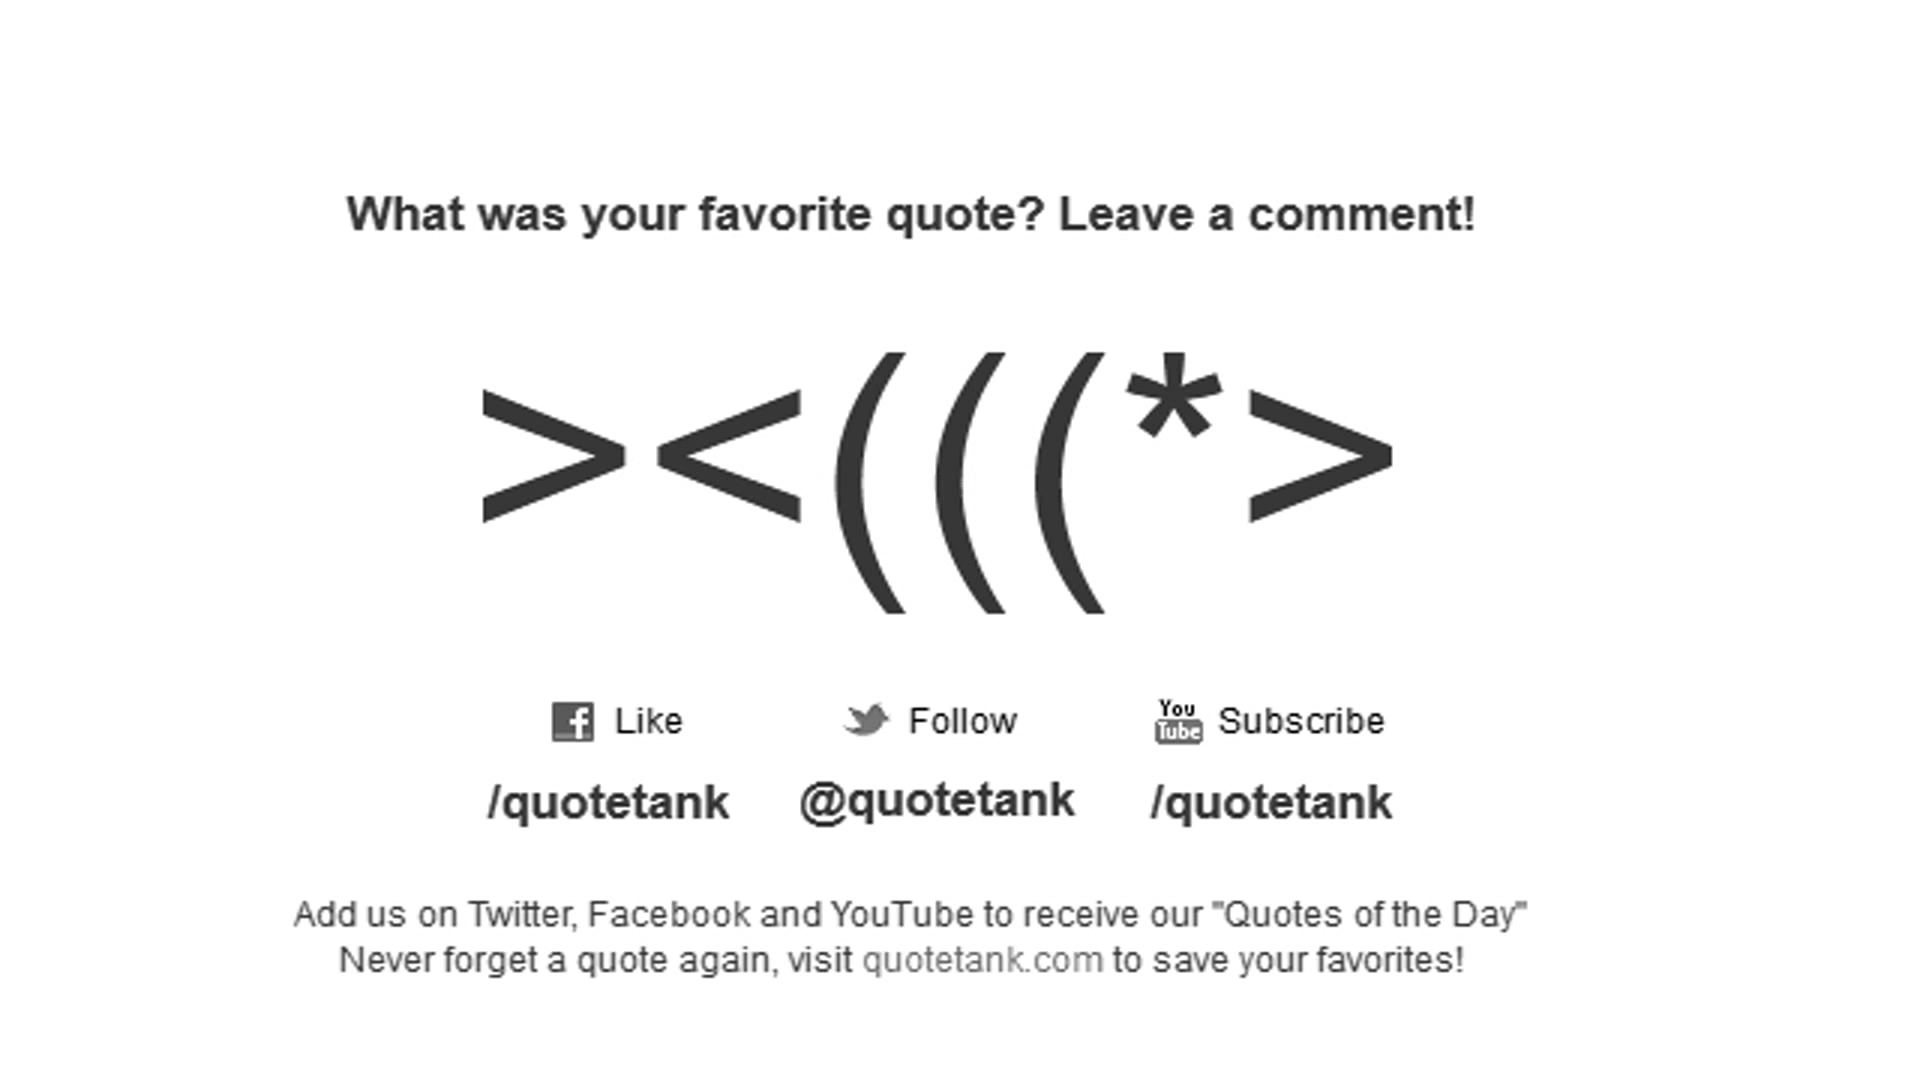 What was your favorite quote? Leave a comment!
><(((*>
f Like Follow You Tube Subscribe
/quotetank @quotetank /quotetank
Add us on Twitter, Facebook and YouTube to receive our "Quotes of the Day"
Never forget a quote again, visit quotetank.com to save your favorites!